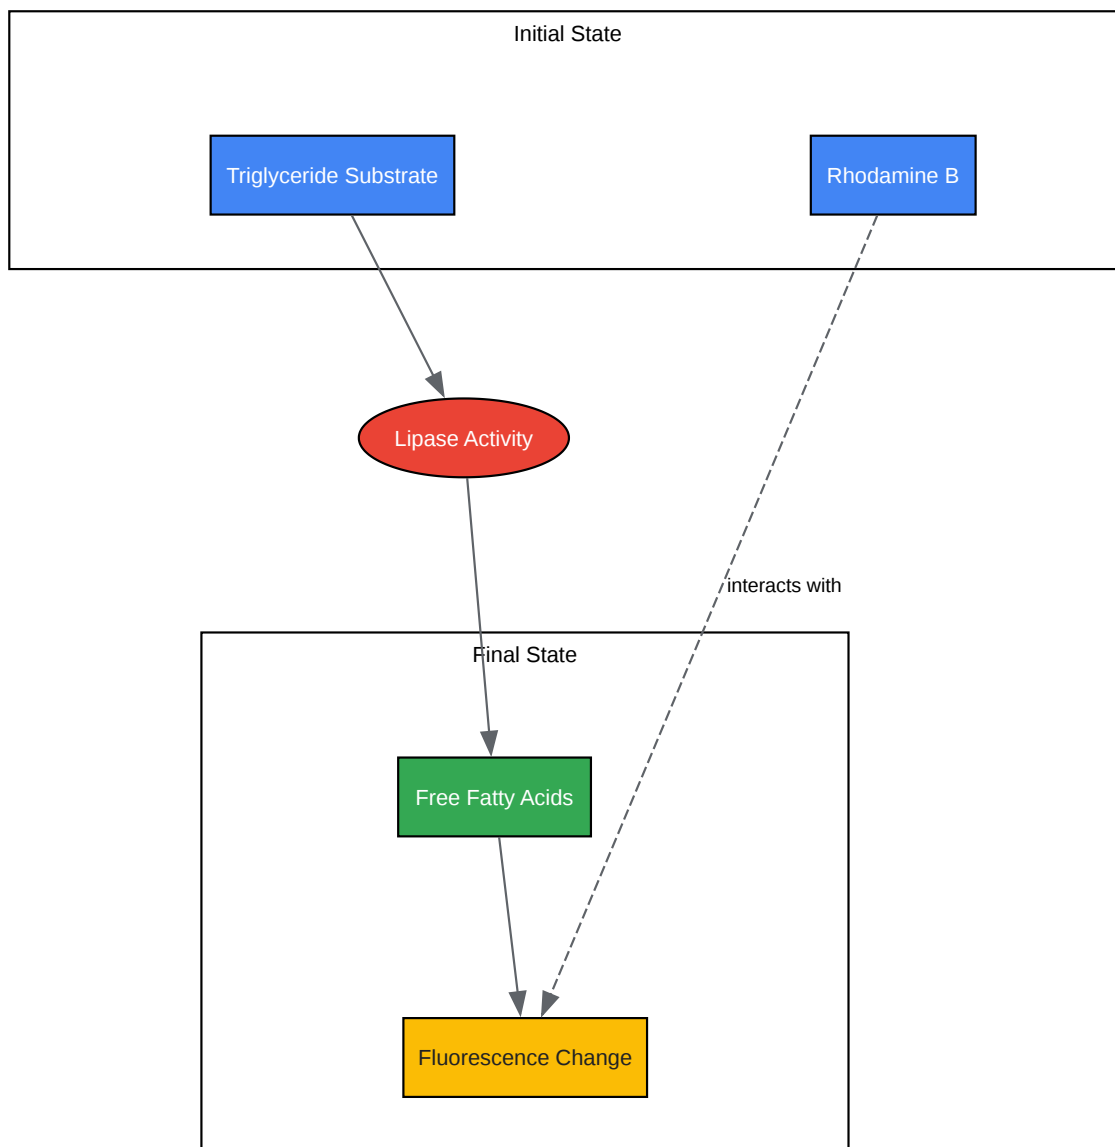 Initial State
Triglyceride Substrate
Rhodamine B
Lipase Activity
interacts with
Final State
Free Fatty Acids
Fluorescence Change